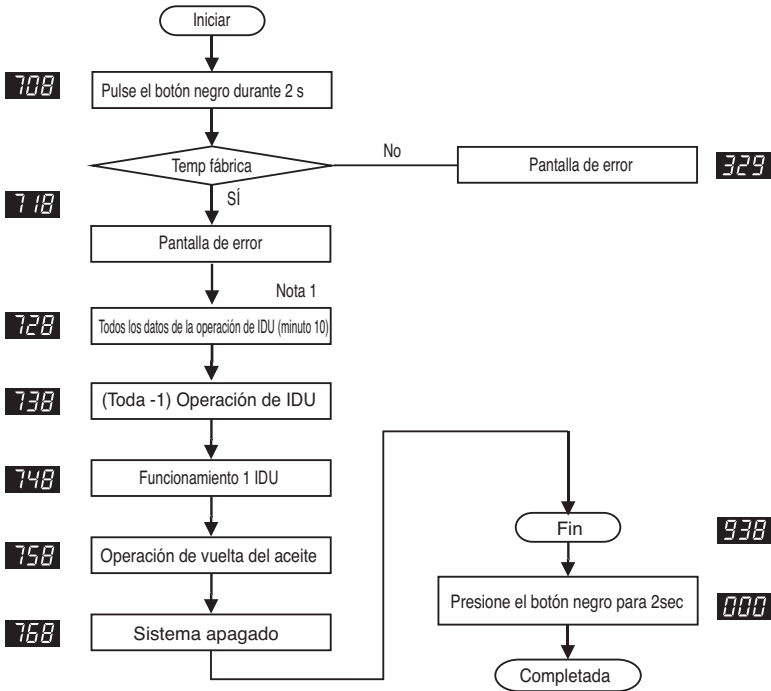 Iniciar
708
Pulse el botón negro durante 2 s
Temp fábrica
No
Pantalla de error
329
718
SÍ
Pantalla de error
Nota 1
728
Todos los datos de la operación de IDU (minuto 10)
738
(Toda -1) Operación de IDU
748
Funcionamiento 1 IDU
758
Operación de vuelta del aceite
768
Sistema apagado
Fin
938
Presione el botón negro para 2sec
000
Completada